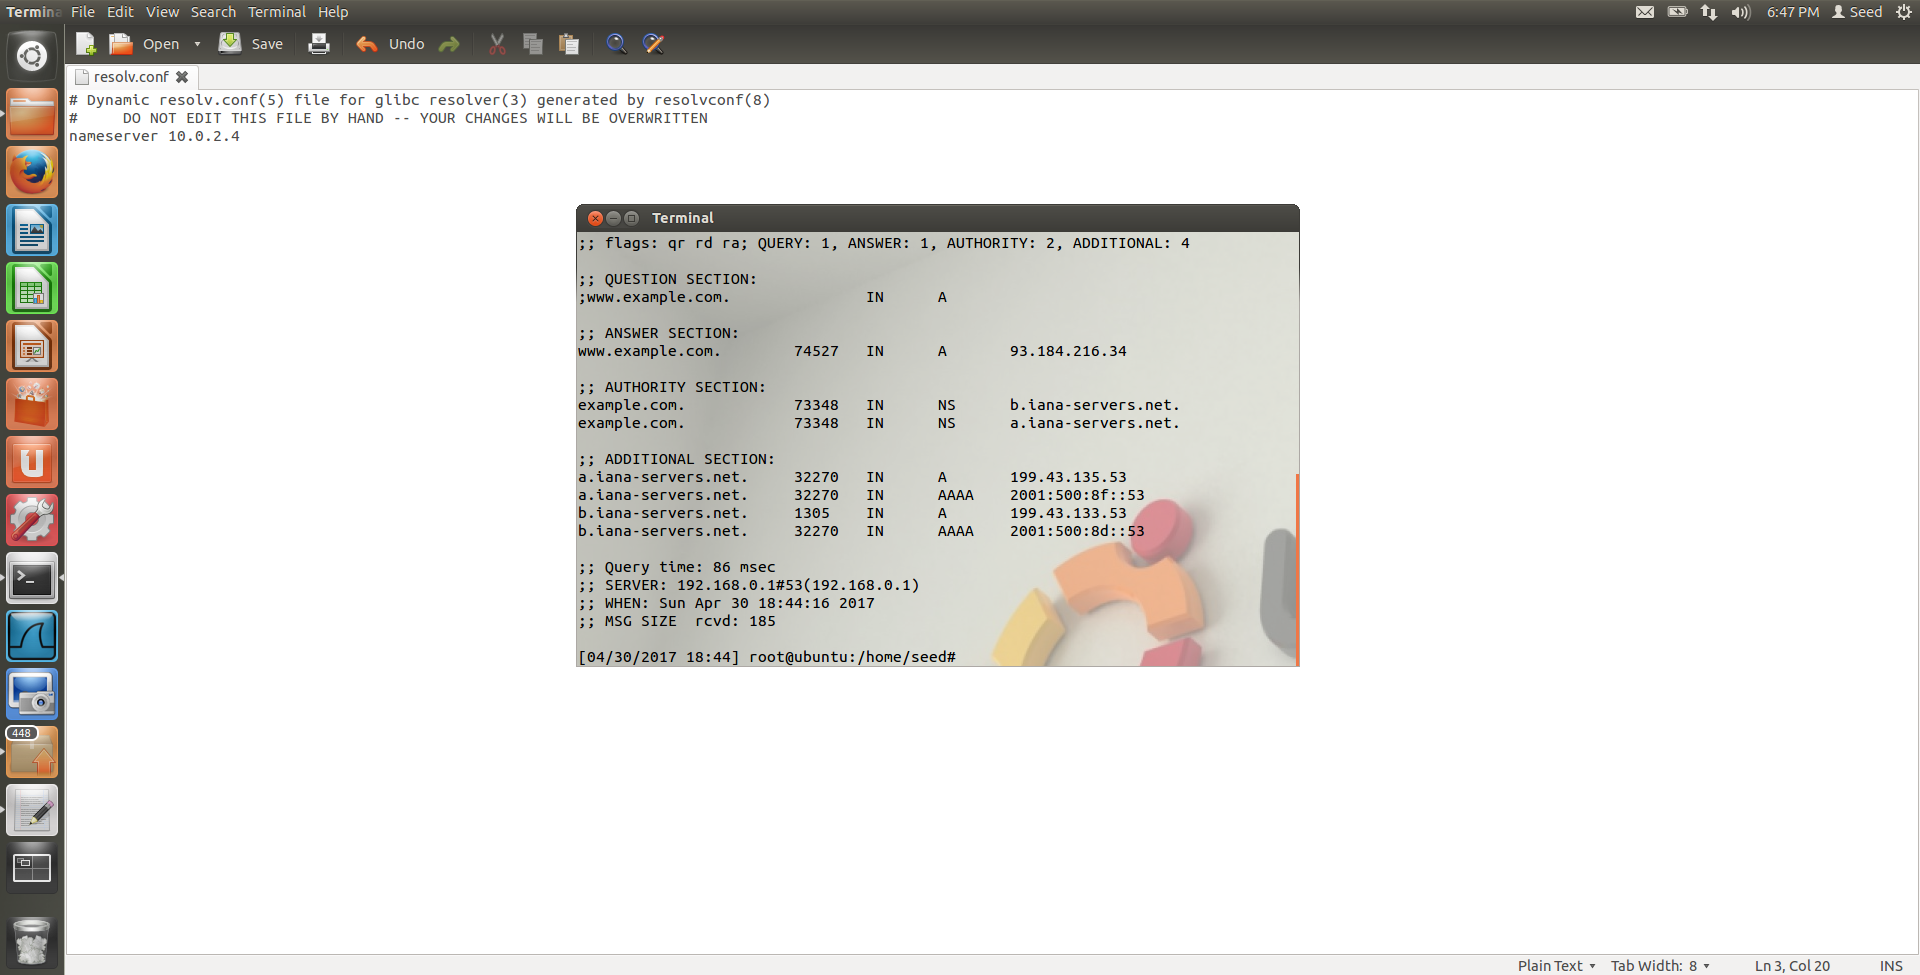 Termina File Edit View Search Terminal Help 6:47 PM Seed
Open Save Undo
resolv.conf
# Dynamic resolv.conf(5) file for glibc resolver(3) generated by resolvconf(8)
#     DO NOT EDIT THIS FILE BY HAND -- YOUR CHANGES WILL BE OVERWRITTEN
nameserver 10.0.2.4
Terminal
;; flags: qr rd ra; QUERY: 1, ANSWER: 1, AUTHORITY: 2, ADDITIONAL: 4
;; QUESTION SECTION:
;www.example.com. IN A
;; ANSWER SECTION:
www.example.com. 74527 IN A 93.184.216.34
;; AUTHORITY SECTION:
example.com. 73348 IN NS b.iana-servers.net.
example.com. 73348 IN NS a.iana-servers.net.
;; ADDITIONAL SECTION:
a.iana-servers.net. 32270 IN A 199.43.135.53
a.iana-servers.net. 32270 IN AAAA 2001:500:8f::53
b.iana-servers.net. 1305 IN A 199.43.133.53
b.iana-servers.net. 32270 IN AAAA 2001:500:8d::53
;; Query time: 86 msec
;; SERVER: 192.168.0.1#53(192.168.0.1)
;; WHEN: Sun Apr 30 18:44:16 2017
;; MSG SIZE  rcvd: 185
[04/30/2017 18:44] root@ubuntu:/home/seed#
448
Plain Text Tab Width: 8 Ln 3, Col 20 INS